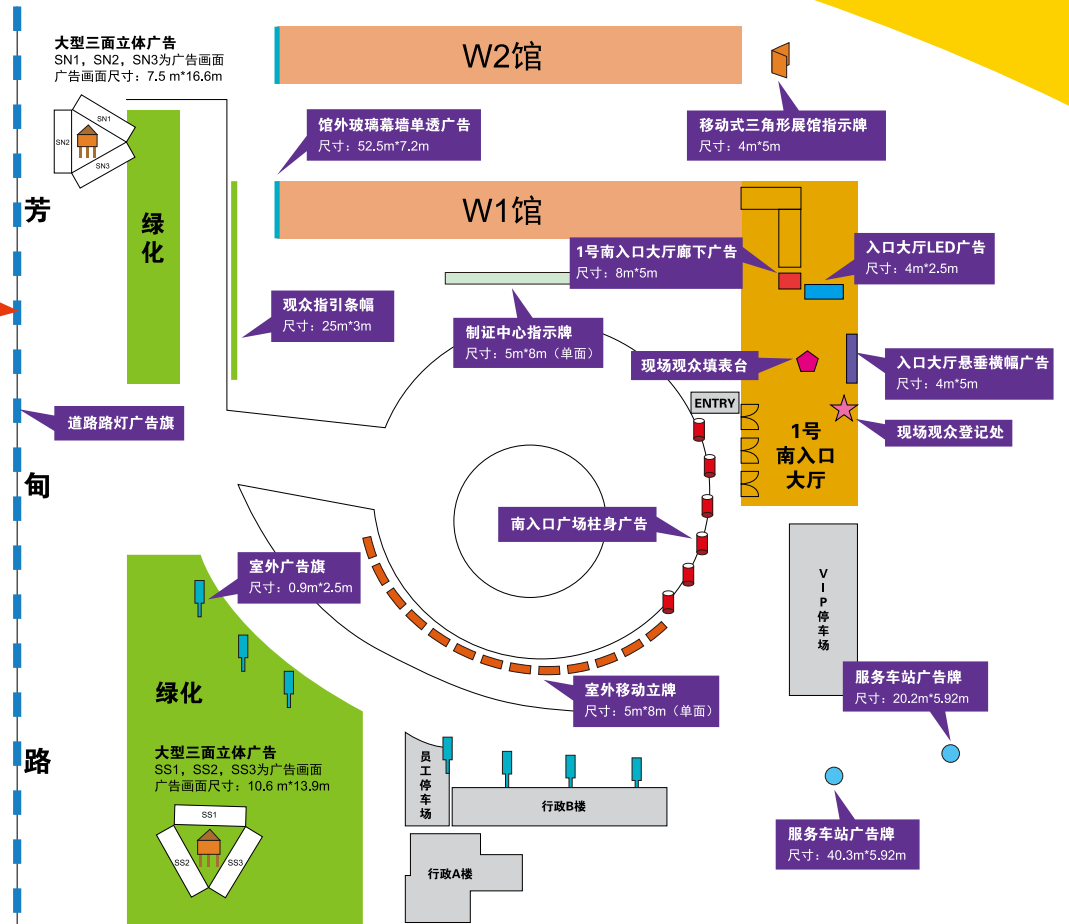 大型三面立体广告
SN1，SN2，SN3为广告画面
广告画面尺寸：7.5 m*16.6m
SN1
SN2
SN3
W2馆
馆外玻璃幕墙单透广告
尺寸：52.5m*7.2m
移动式三角形展馆指示牌
尺寸：4m*5m
芳
甸
路
绿
化
W1馆
1号南入口大厅廊下广告
尺寸：8m*5m
入口大厅LED广告
尺寸：4m*2.5m
观众指引条幅
尺寸：25m*3m
制证中心指示牌
尺寸：5m*8m（单面）
现场观众填表台
入口大厅悬垂横幅广告
尺寸：4m*5m
ENTRY
道路路灯广告旗
1号
南入口
大厅
现场观众登记处
南入口广场柱身广告
室外广告旗
尺寸：0.9m*2.5m
VIP停车场
绿化
室外移动立牌
尺寸：5m*8m（单面）
服务车站广告牌
尺寸：20.2m*5.92m
大型三面立体广告
SS1，SS2，SS3为广告画面
广告画面尺寸：10.6 m*13.9m
SS1
SS2
SS3
员工停车场
行政B楼
行政A楼
服务车站广告牌
尺寸：40.3m*5.92m